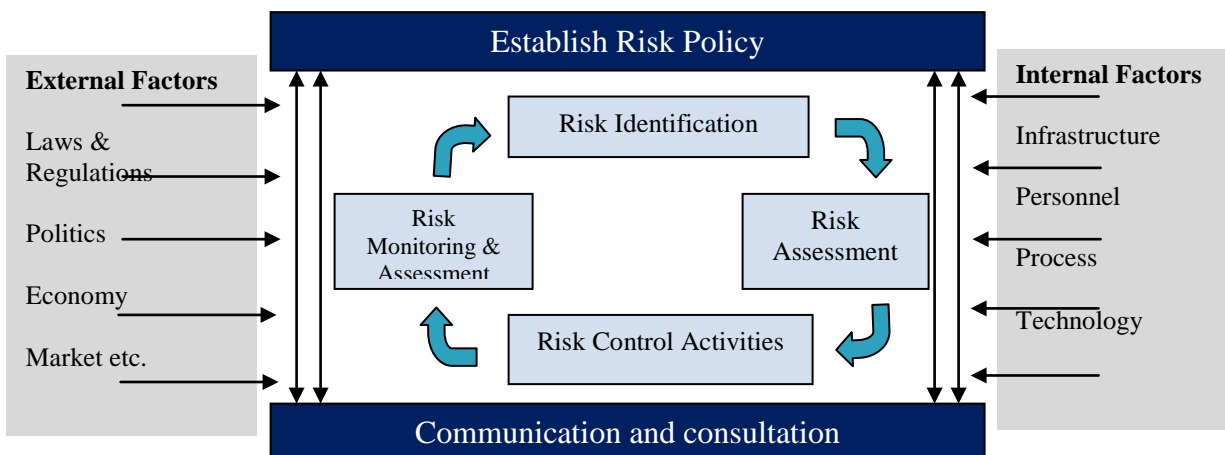 Establish Risk Policy
External Factors
Laws &
Regulations
Politics
Economy
Market etc.
Risk Identification
Risk
Monitoring &
Assessment
Risk
Assessment
Risk Control Activities
Internal Factors
Infrastructure
Personnel
Process
Technology
Communication and consultation